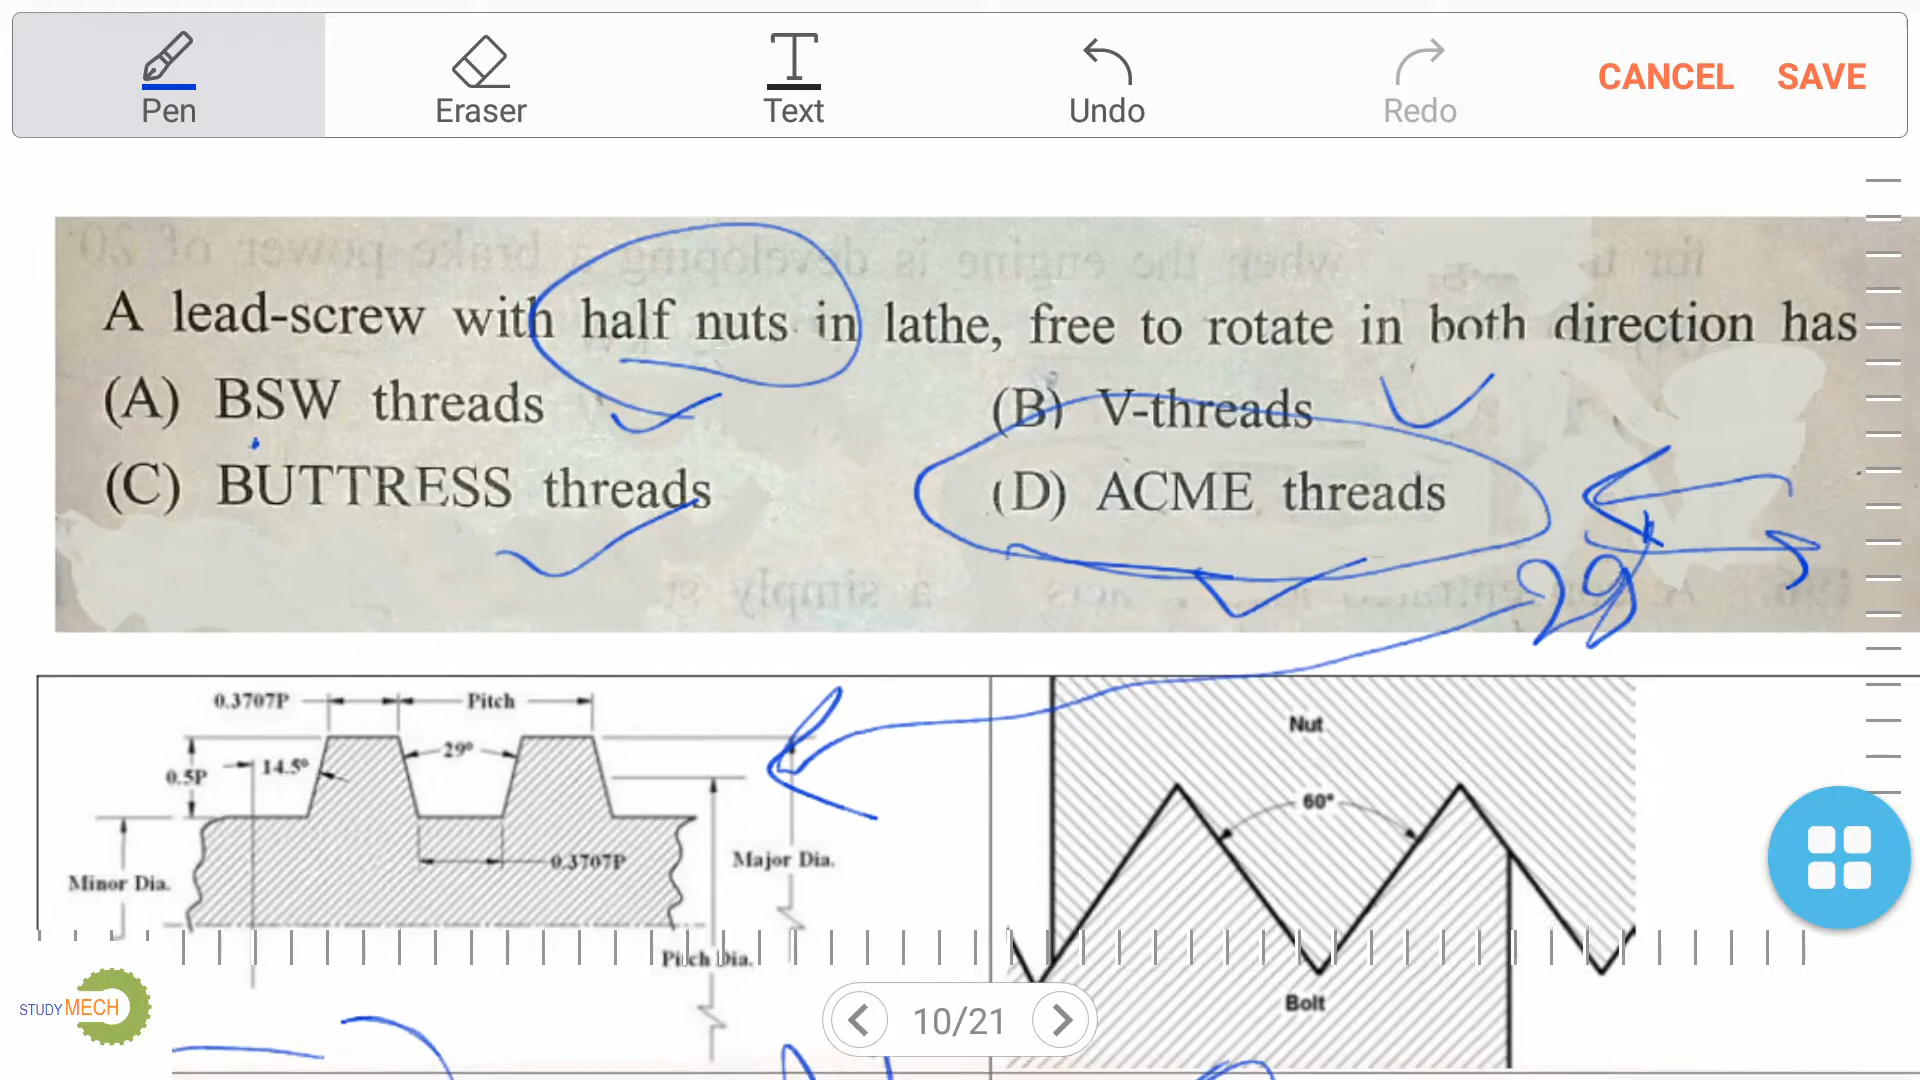 Pen Eraser Text Undo Redo CANCEL SAVE
A lead-screw with half nuts in lathe, free to rotate in both direction has
(A) BSW threads (B) V-threads
(C) BUTTRESS threads (D) ACME threads
29
0.3707P Pitch
Nut
29°
14.5°
0.5P
60°
0.3707P
Major Dia.
Minor Dia.
Pitch Dia.
Bolt
STUDY MECH
10/21